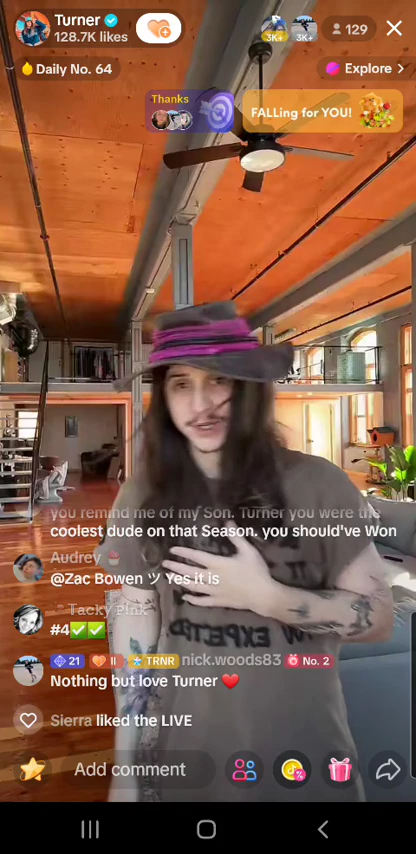 Turner
128.7K likes
3K+
3K+
129
Daily No. 64
Explore
Thanks
FALLing for YOU!
you remind me of my Son. Turner you were the
coolest dude on that Season. you should've Won
Audrey 🧁
@Zac Bowen ツ Yes it is
Tacky Pink
#4✅✅
21 II TRNR nick.woods83 No. 2
Nothing but love Turner ❤️
Sierra liked the LIVE
Add comment